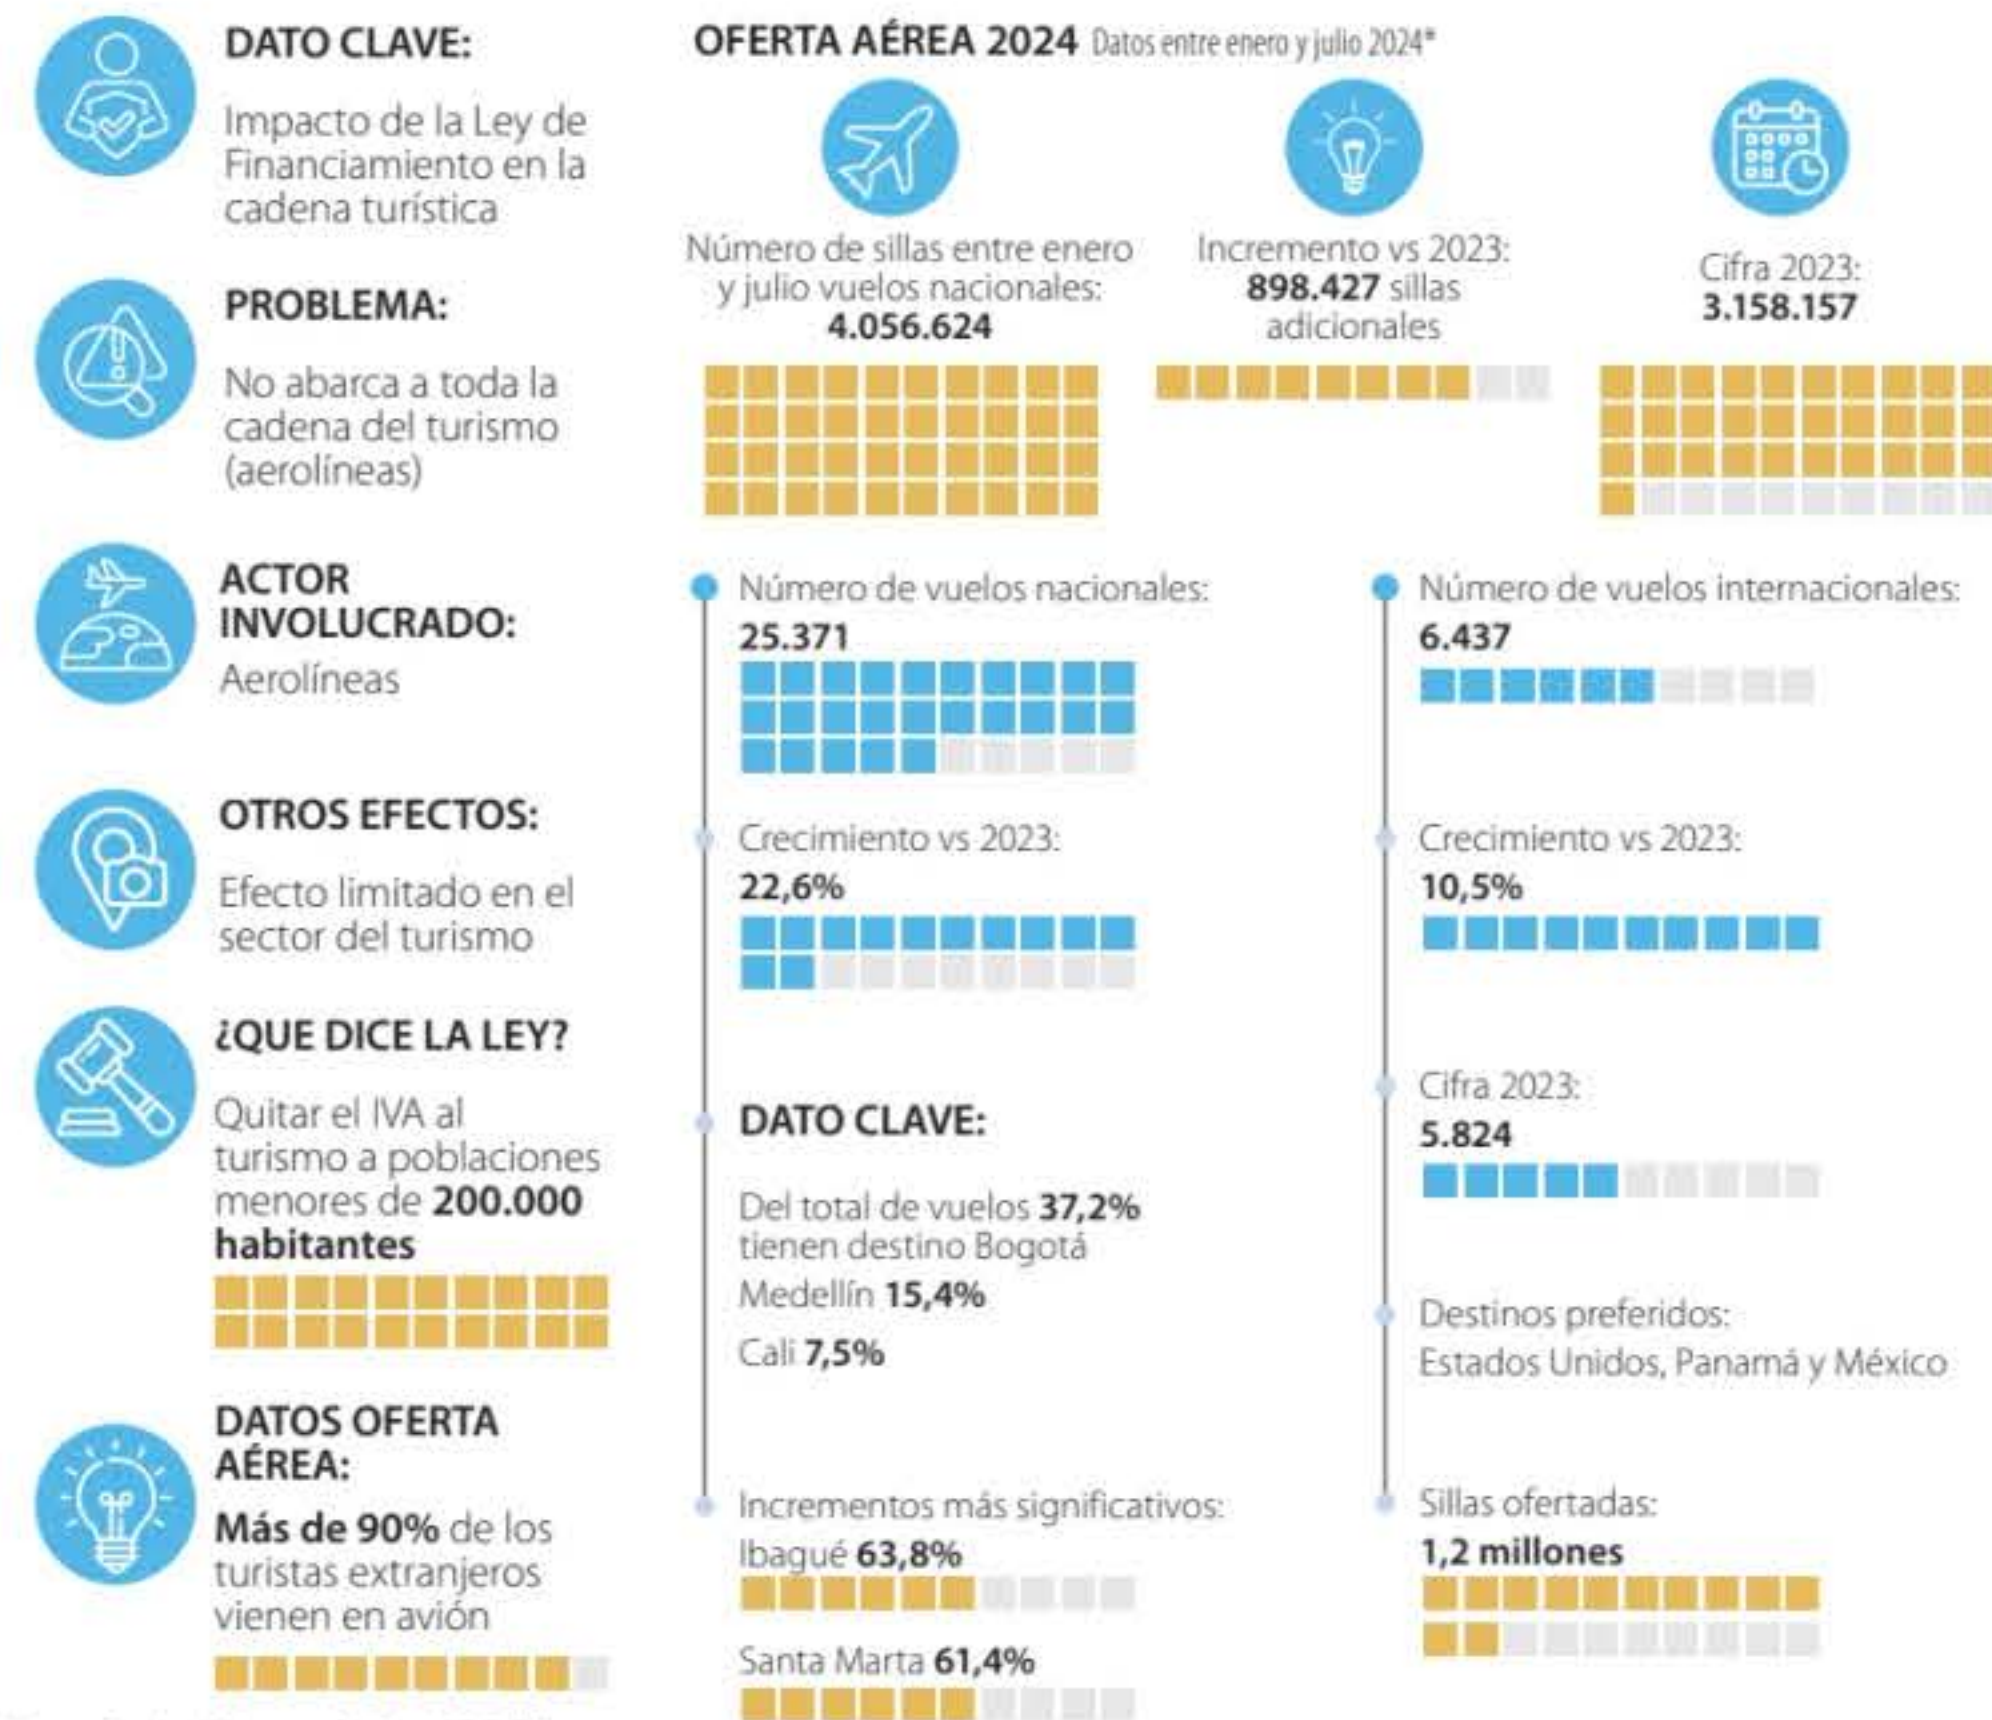 DATO CLAVE:
Impacto de la Ley de
Financiamiento en la
cadena turística
PROBLEMA:
No abarca a toda la
cadena del turismo
(aerolíneas)
ACTOR
INVOLUCRADO:
Aerolíneas
OTROS EFECTOS:
Efecto limitado en el
sector del turismo
¿QUE DICE LA LEY?
Quitar el IVA al
turismo a poblaciones
menores de 200.000
habitantes
DATOS OFERTA
AÉREA:
Más de 90% de los
turistas extranjeros
vienen en avión
OFERTA AÉREA 2024 Datos entre enero y julio 2024*
Número de sillas entre enero
y julio vuelos nacionales:
4.056.624
Incremento vs 2023:
898.427 sillas
adicionales
Cifra 2023:
3.158.157
Número de vuelos nacionales:
25.371
Crecimiento vs 2023:
22,6%
DATO CLAVE:
Del total de vuelos 37,2%
tienen destino Bogotá
Medellín 15,4%
Cali 7,5%
Incrementos más significativos:
Ibagué 63,8%
Santa Marta 61,4%
Número de vuelos internacionales:
6.437
Crecimiento vs 2023:
10,5%
Cifra 2023:
5.824
Destinos preferidos:
Estados Unidos, Panamá y México
Sillas ofertadas:
1,2 millones